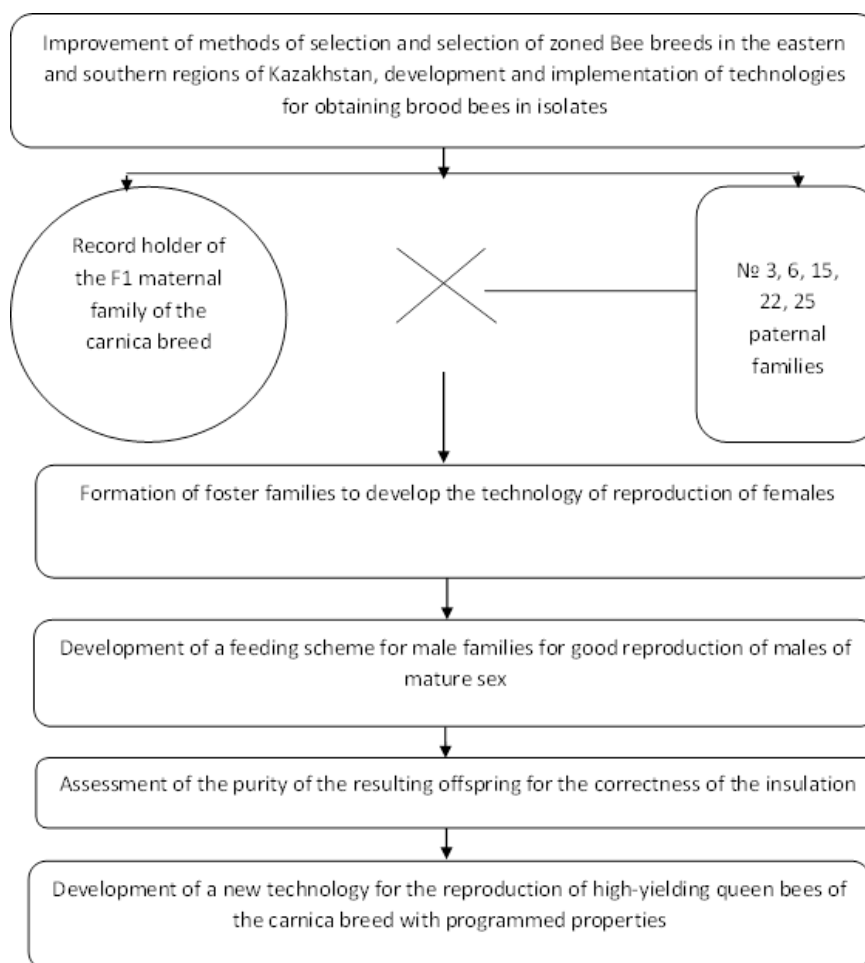 Improvement of methods of selection and selection of zoned Bee breeds in the eastern
and southern regions of Kazakhstan, development and implementation of technologies
for obtaining brood bees in isolates
Record holder of
the F1 maternal
family of the
carnica breed
№ 3, 6, 15,
22, 25
paternal
families
Formation of foster families to develop the technology of reproduction of females
Development of a feeding scheme for male families for good reproduction of males of
mature sex
Assessment of the purity of the resulting offspring for the correctness of the insulation
Development of a new technology for the reproduction of high-yielding queen bees of
the carnica breed with programmed properties